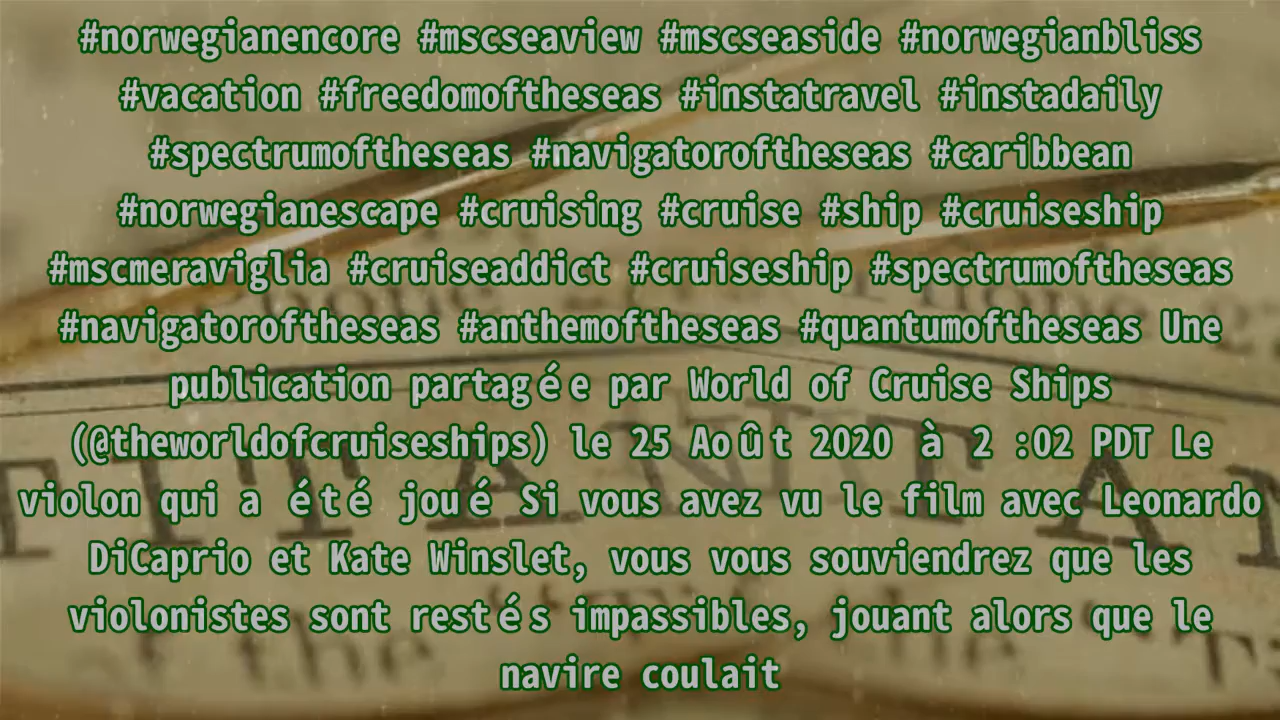 #norwegianencore #mscseaview #mscseaside #norwegianbliss
#vacation #freedomoftheseas #instatravel #instadaily
#spectrumoftheseas #navigatoroftheseas #caribbean
#norwegianescape #cruising #cruise #ship #cruiseship
#mscmeraviglia #cruiseaddict #cruiseship #spectrumoftheseas
#navigatoroftheseas #anthemoftheseas #quantumoftheseas Une
publication partagée par World of Cruise Ships
(@theworldofcruiseships) le 25 Août 2020 à 2 :02 PDT Le
violon qui a été joué Si vous avez vu le film avec Leonardo
DiCaprio et Kate Winslet, vous vous souviendrez que les
violonistes sont restés impassibles, jouant alors que le
navire coulait